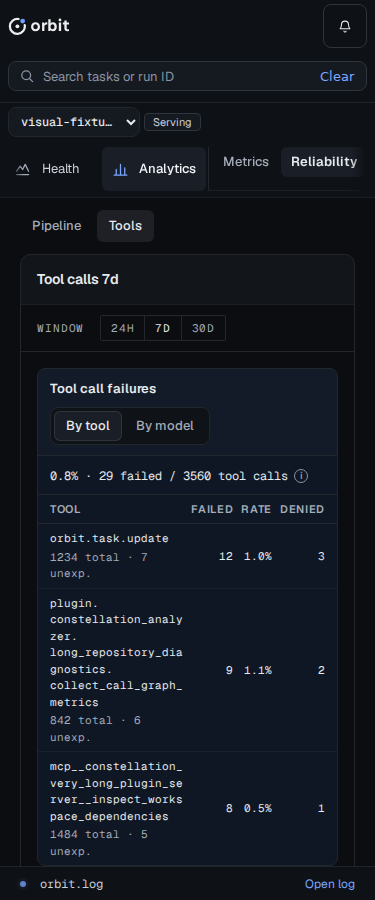 orbit
Search tasks or run ID
Clear
visual-fixtu…
Serving
Health
Analytics
Metrics
Reliability
Pipeline
Tools
Tool calls 7d
WINDOW
24H
7D
30D
Tool call failures
By tool
By model
0.8% · 29 failed / 3560 tool calls
TOOL FAILED RATE DENIED
orbit.task.update
1234 total · 7
unexp.
12 1.0% 3
plugin.
constellation_analy
zer.
long_repository_dia
gnostics.
collect_call_graph_
metrics
842 total · 6
unexp.
9 1.1% 2
mcp__constellation_
very_long_plugin_se
rver__inspect_works
pace_dependencies
1484 total · 5
unexp.
8 0.5% 1
orbit.log
Open log